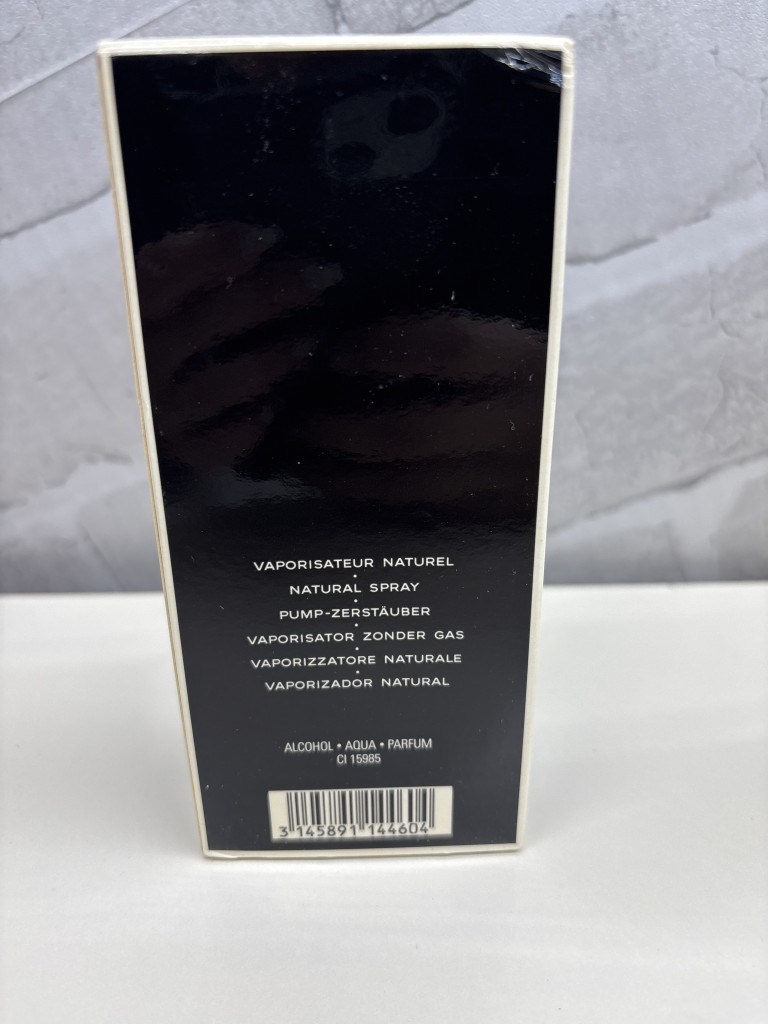 VAPORISATEUR NATUREL
•
NATURAL SPRAY
•
PUMP-ZERSTÄUBER
•
VAPORISATOR ZONDER GAS
•
VAPORIZZATORE NATURALE
•
VAPORIZADOR NATURAL
ALCOHOL • AQUA • PARFUM
CI 15985
3 145891 144604